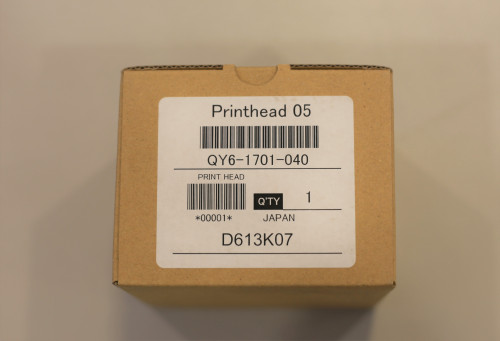 Printhead 05
QY6-1701-040
PRINT HEAD
Q'TY 1
*00001* JAPAN
D613K07